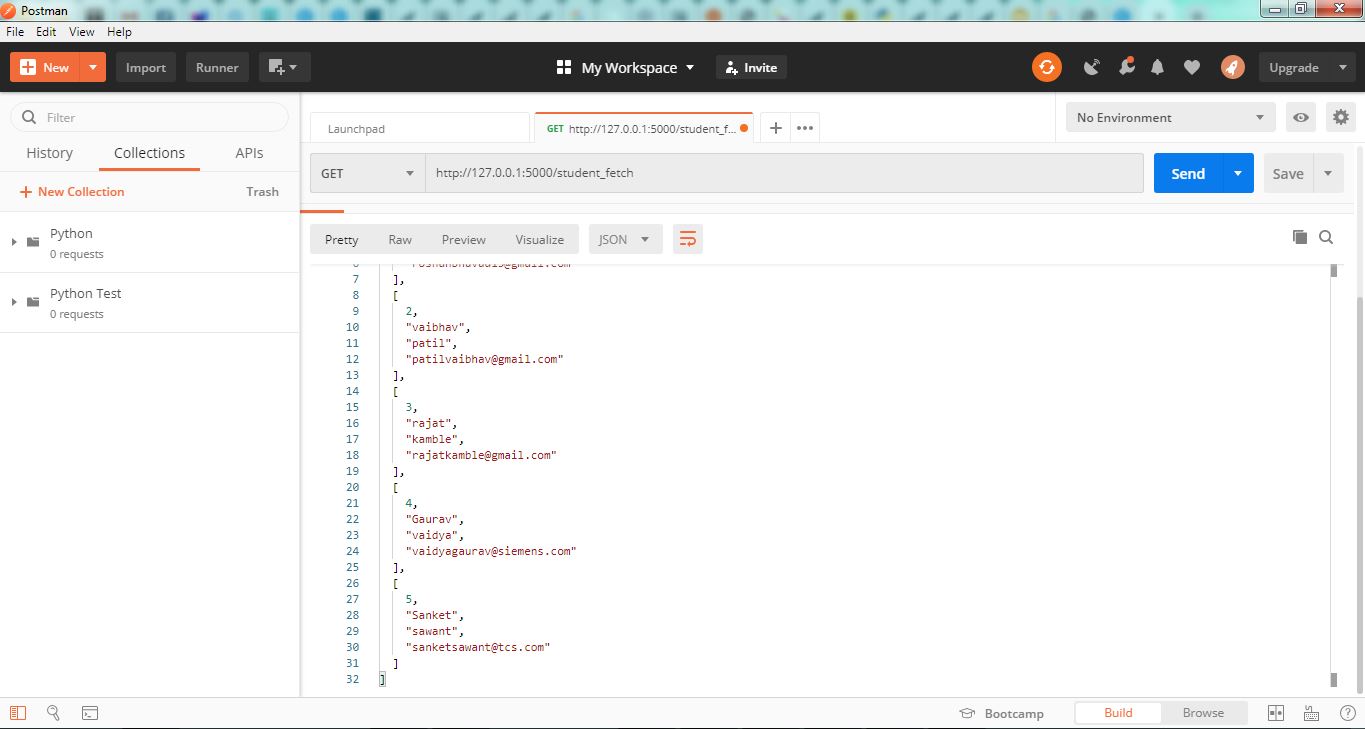 Postman
File Edit View Help
New Import Runner My Workspace Invite Upgrade
Filter
History Collections APIs
New Collection Trash
Python
0 requests
Python Test
0 requests
Launchpad
GET http://127.0.0.1:5000/student_f...
No Environment
GET http://127.0.0.1:5000/student_fetch Send Save
Pretty Raw Preview Visualize JSON
7 ],
8 [
9 2,
10 "vaibhav",
11 "patil",
12 "patilvaibhav@gmail.com"
13 ],
14 [
15 3,
16 "rajat",
17 "kamble",
18 "rajatkamble@gmail.com"
19 ],
20 [
21 4,
22 "Gaurav",
23 "vaidya",
24 "vaidyagaurav@siemens.com"
25 ],
26 [
27 5,
28 "Sanket",
29 "sawant",
30 "sanketsawant@tcs.com"
31 ]
32 ]
Bootcamp Build Browse